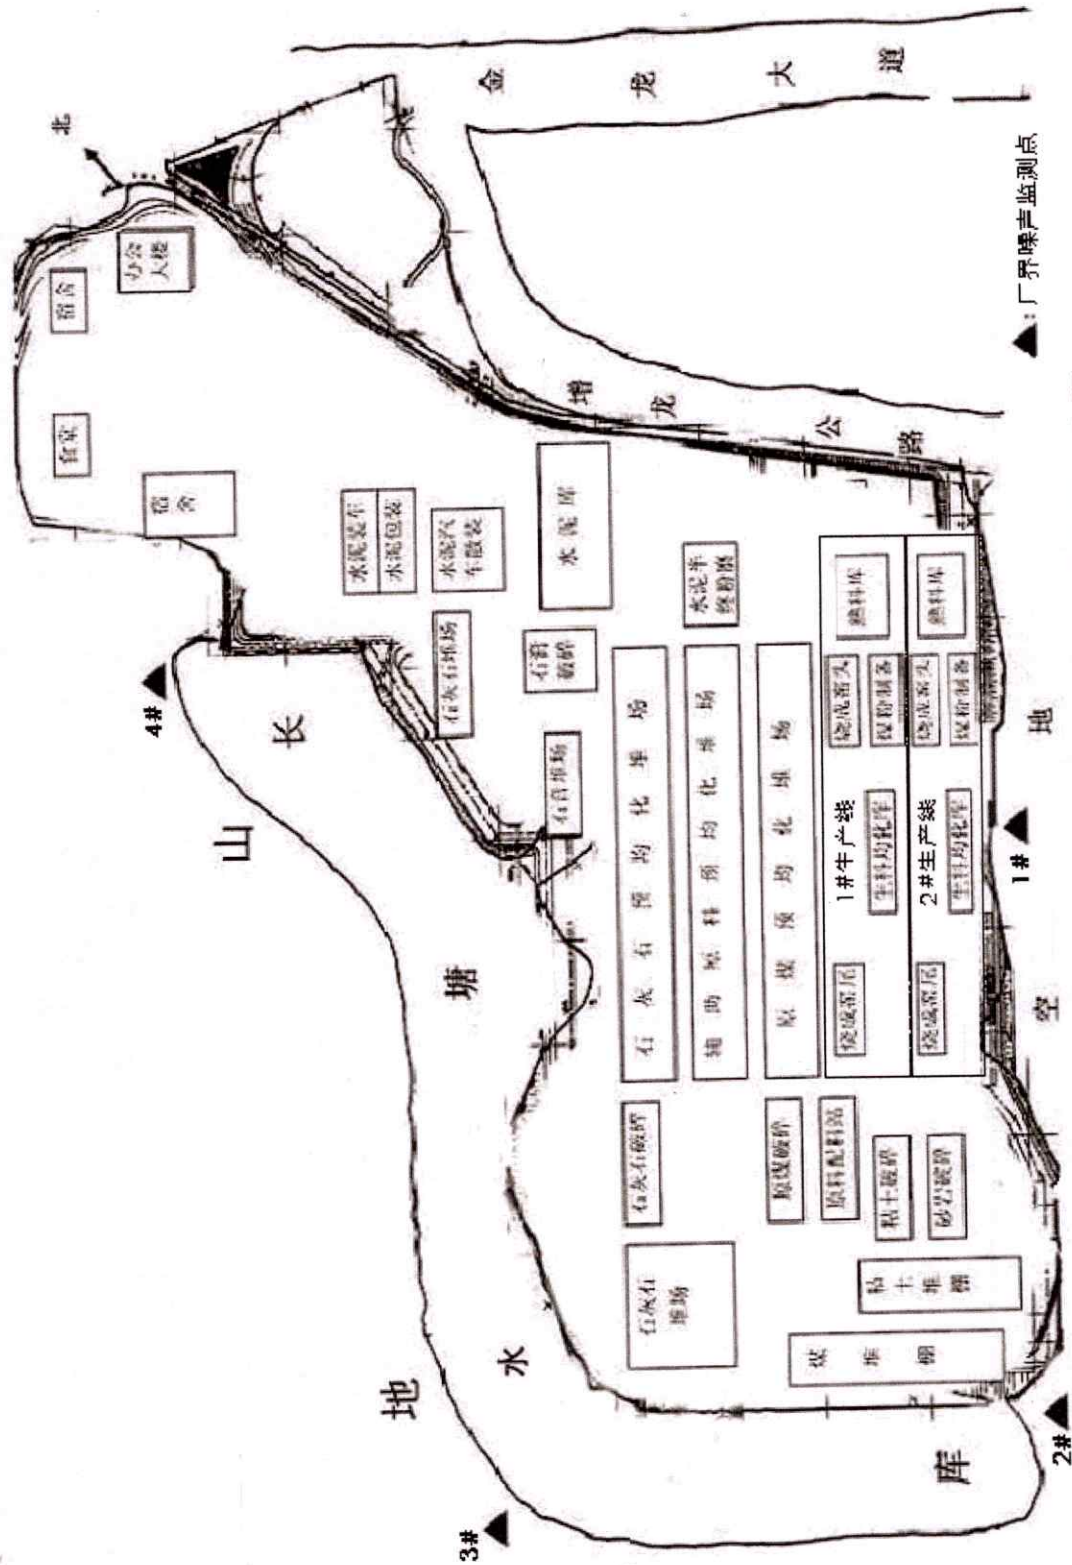 北
金龙大道
宿舍
办公大楼
食堂
宿舍
增龙公路
水泥装车
水泥包装
水泥汽车散装
水泥库
水泥半终粉磨
石灰石堆场
石膏破碎
石膏堆场
石灰石预均化堆场
辅助原料预均化堆场
原煤预均化堆场
1#生产线
熟料库
烧成窑头
煤粉制备
生料均化库
烧成窑尾
2#生产线
熟料库
烧成窑头
煤粉制备
生料均化库
烧成窑尾
石灰石破碎
原煤破碎
原料配料站
粘土破碎
砂岩破碎
石灰石堆场
粘土堆棚
煤堆棚
长塘水库
山地
空地
1#
2#
3#
4#
▲:厂界噪声监测点